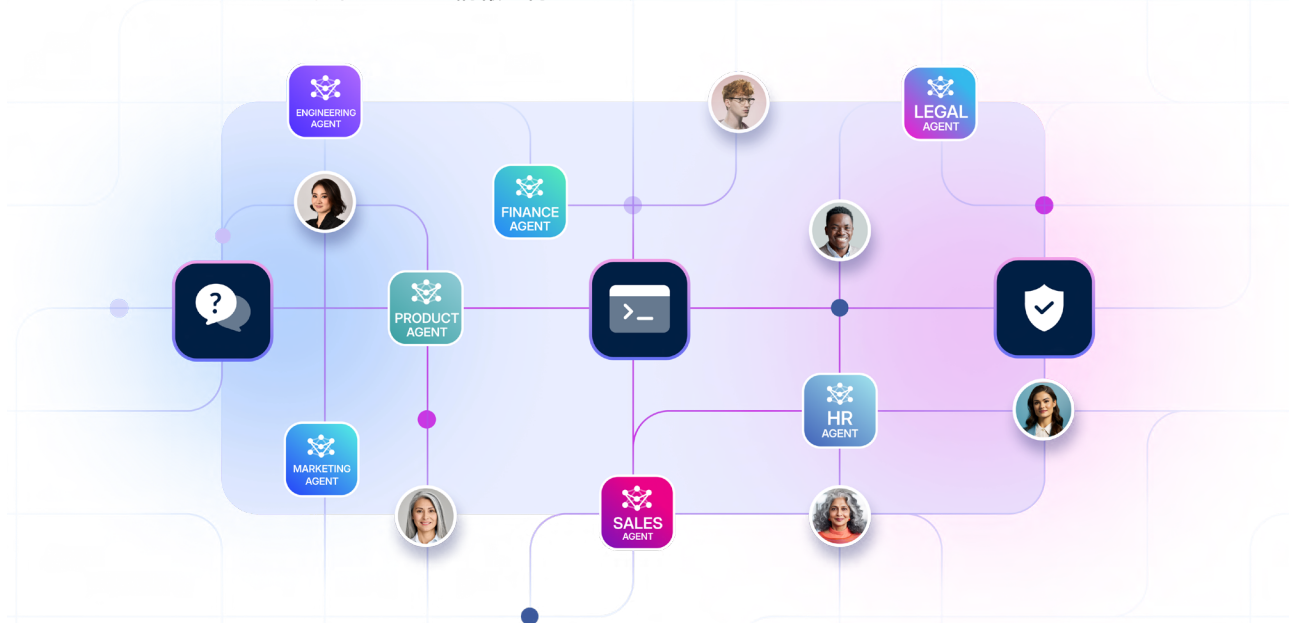 ENGINEERING
AGENT
LEGAL
AGENT
FINANCE
AGENT
?
PRODUCT
AGENT
>_
HR
AGENT
MARKETING
AGENT
SALES
AGENT